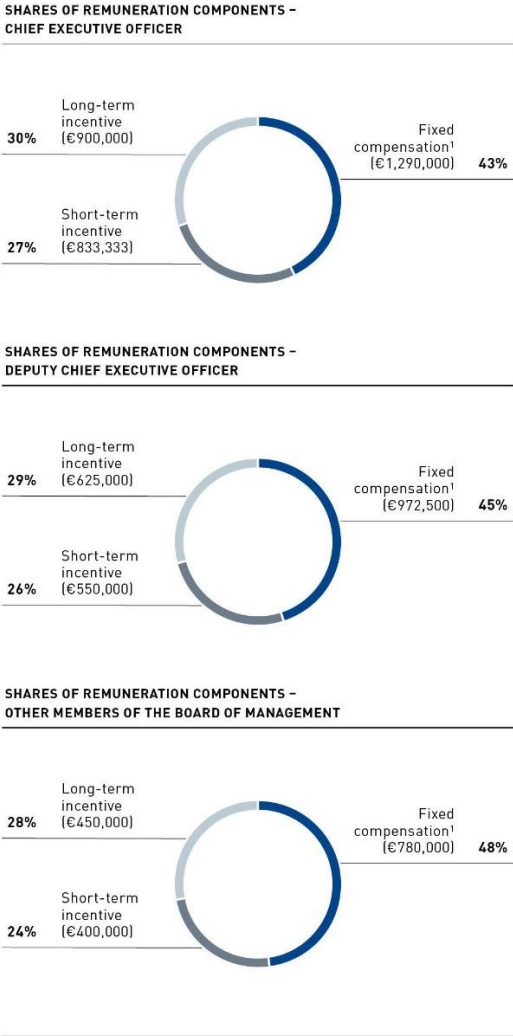 SHARES OF REMUNERATION COMPONENTS –
CHIEF EXECUTIVE OFFICER
Long-term
incentive
30% (€900,000)
Fixed
compensation¹
(€1,290,000) 43%
Short-term
incentive
27% (€833,333)
SHARES OF REMUNERATION COMPONENTS –
DEPUTY CHIEF EXECUTIVE OFFICER
Long-term
incentive
29% (€625,000)
Fixed
compensation¹
(€972,500) 45%
Short-term
incentive
26% (€550,000)
SHARES OF REMUNERATION COMPONENTS –
OTHER MEMBERS OF THE BOARD OF MANAGEMENT
Long-term
incentive
28% (€450,000)
Fixed
compensation¹
(€780,000) 48%
Short-term
incentive
24% (€400,000)